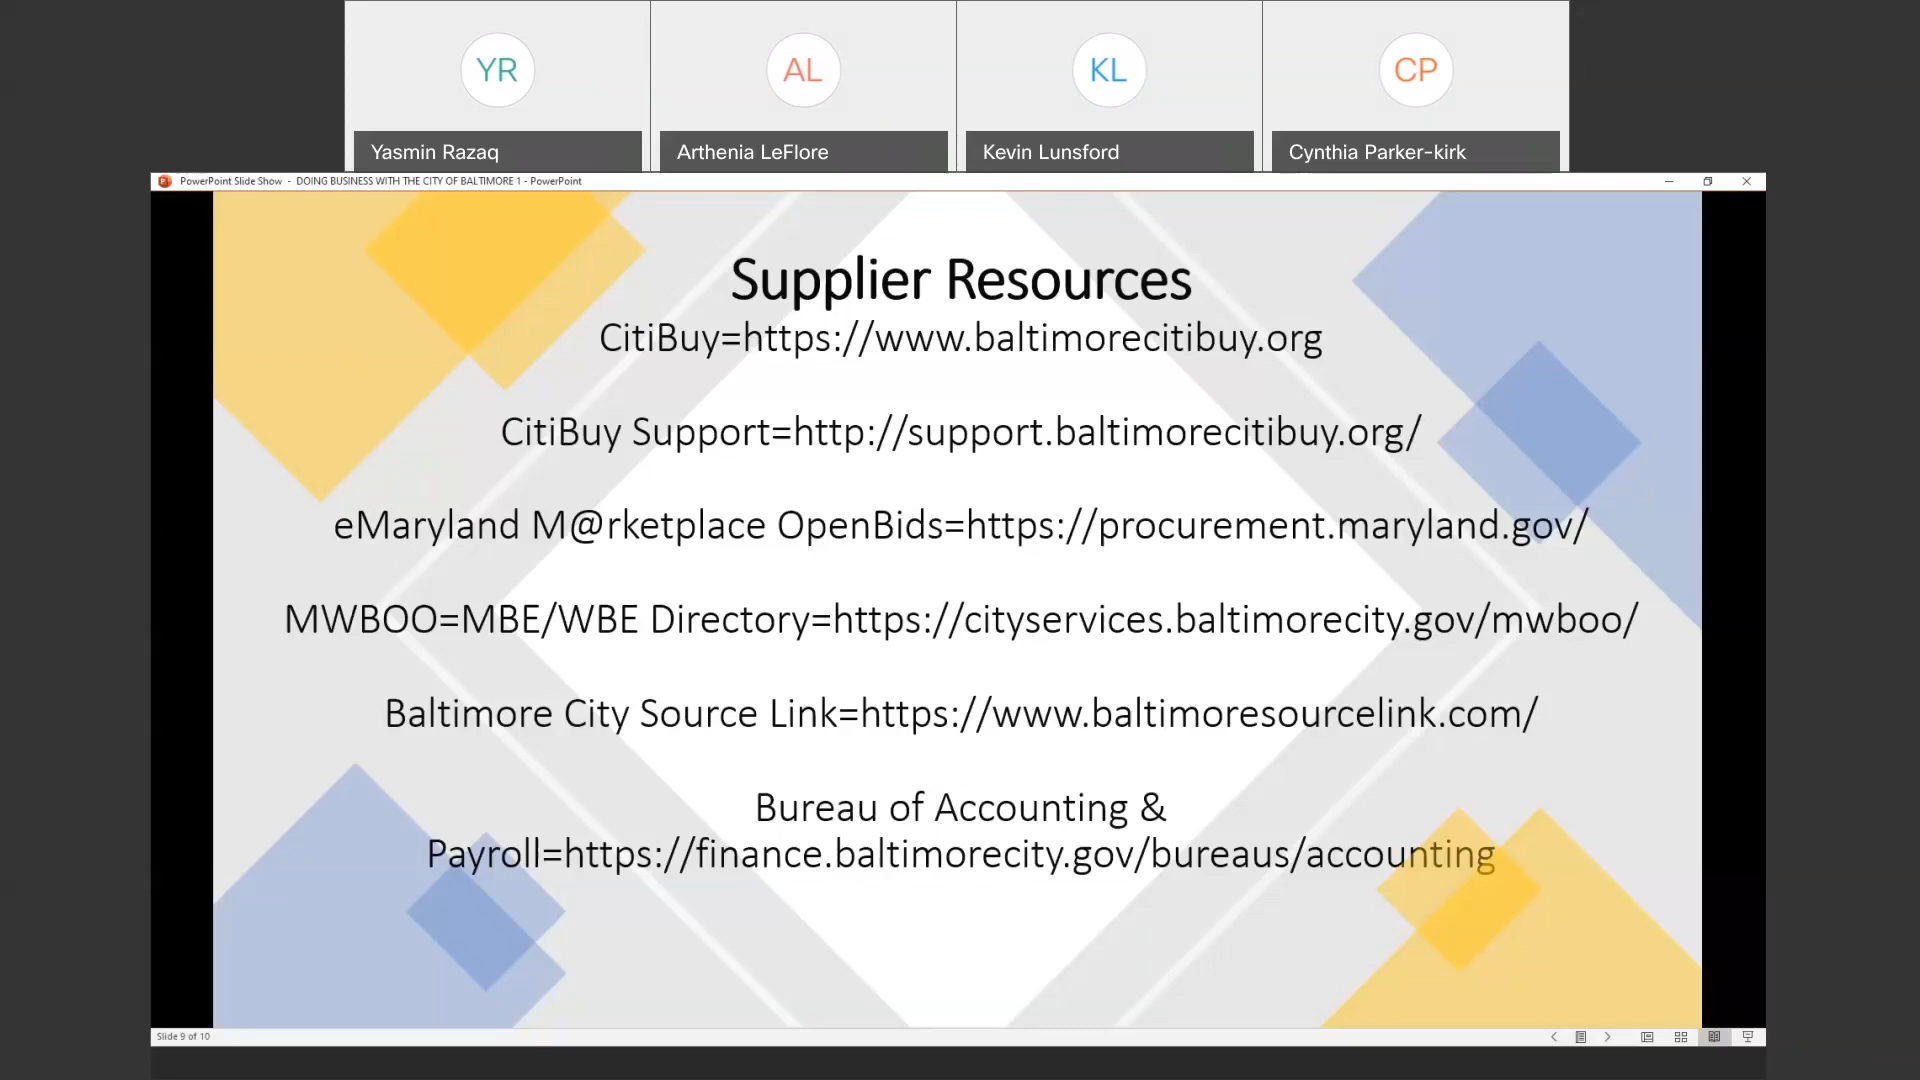 YR
AL
KL
CP
Yasmin Razaq
Arthenia LeFlore
Kevin Lunsford
Cynthia Parker-kirk
PowerPoint Slide Show - DOING BUSINESS WITH THE CITY OF BALTIMORE 1 - PowerPoint
Supplier Resources
CitiBuy=https://www.baltimorecitibuy.org
CitiBuy Support=http://support.baltimorecitibuy.org/
eMaryland M@rketplace OpenBids=https://procurement.maryland.gov/
MWBOO=MBE/WBE Directory=https://cityservices.baltimorecity.gov/mwboo/
Baltimore City Source Link=https://www.baltimoresourcelink.com/
Bureau of Accounting &
Payroll=https://finance.baltimorecity.gov/bureaus/accounting
Slide 9 of 10